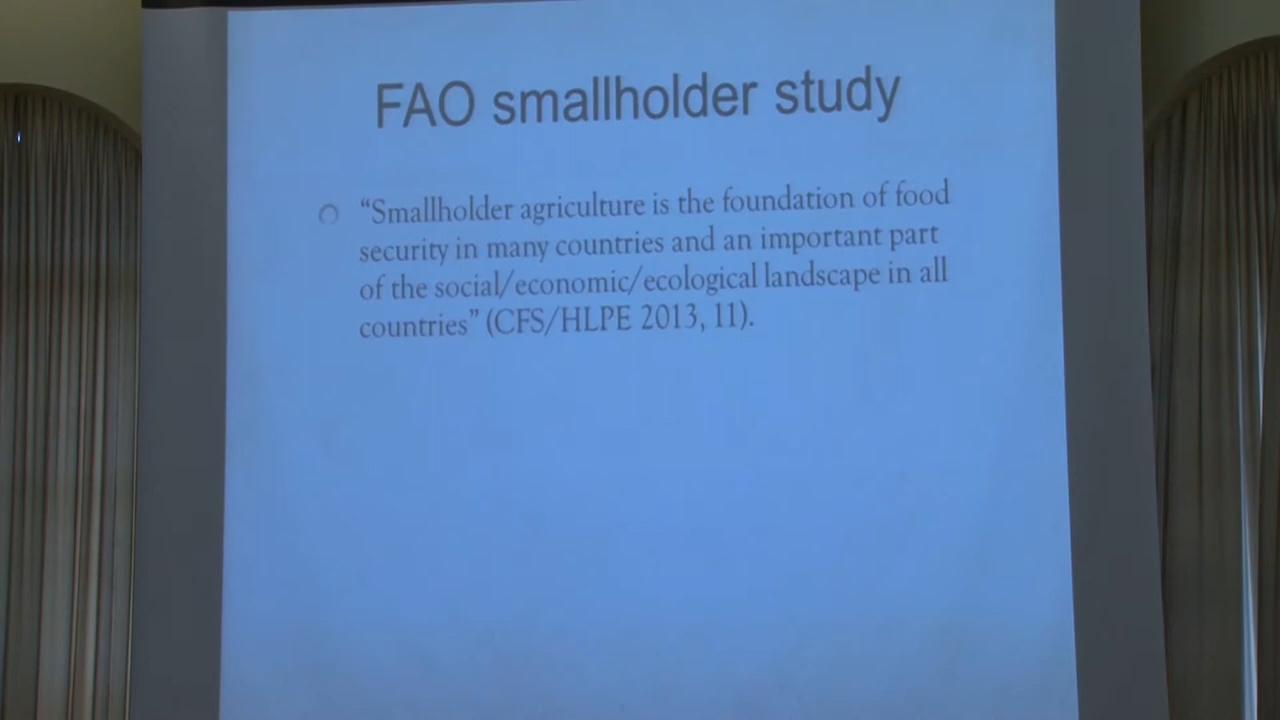 FAO smallholder study
“Smallholder agriculture is the foundation of food
security in many countries and an important part
of the social/economic/ecological landscape in all
countries” (CFS/HLPE 2013, 11).